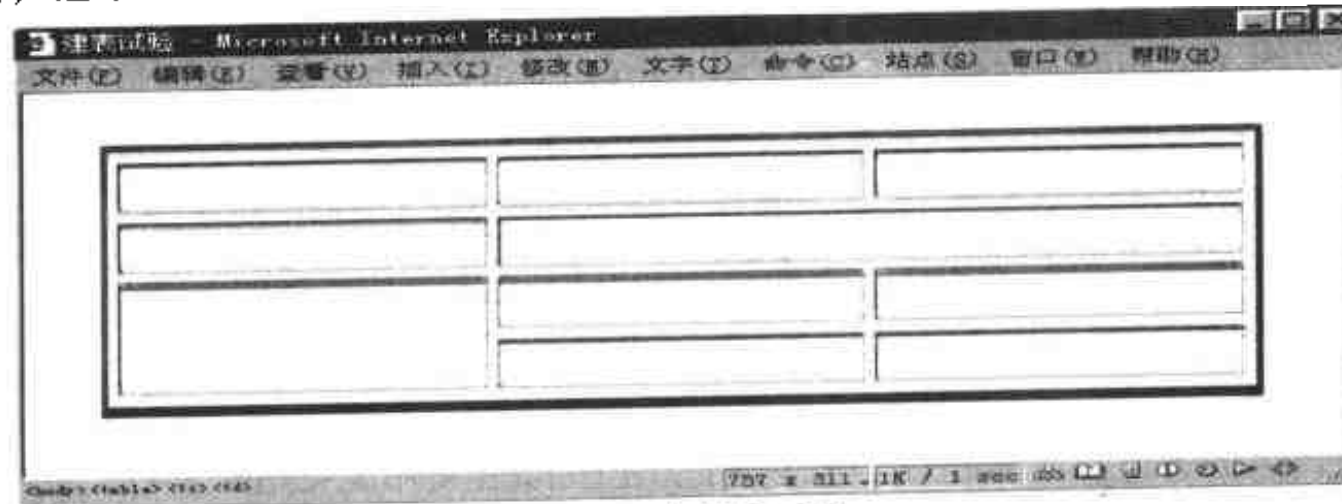 建表试验 - Microsoft Internet Explorer
文件(F) 编辑(E) 查看(V) 插入(I) 修改(M) 文字(T) 命令(C) 站点(S) 窗口(W) 帮助(H)
<body> <table> <tr> <td> 757 x 311 1K / 1 sec